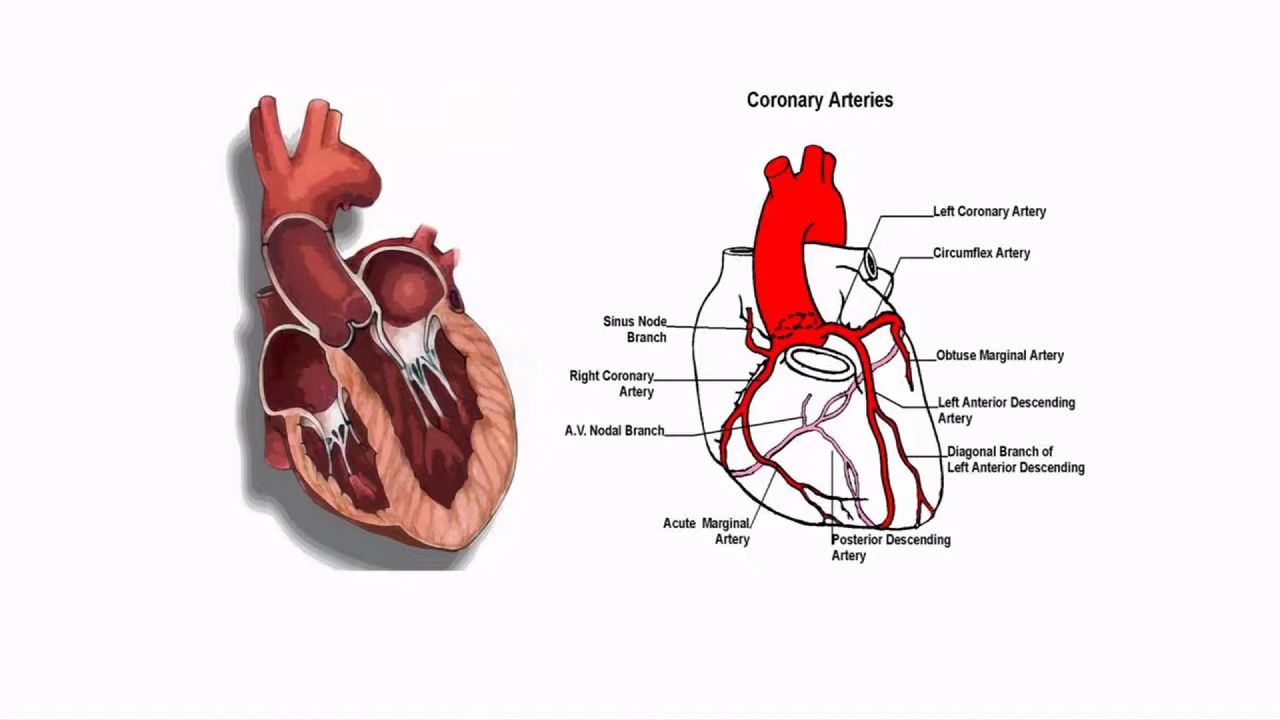 Coronary Arteries
Left Coronary Artery
Circumflex Artery
Sinus Node
Branch
Obtuse Marginal Artery
Right Coronary
Artery
Left Anterior Descending
Artery
A.V. Nodal Branch
Diagonal Branch of
Left Anterior Descending
Acute Marginal
Artery
Posterior Descending
Artery